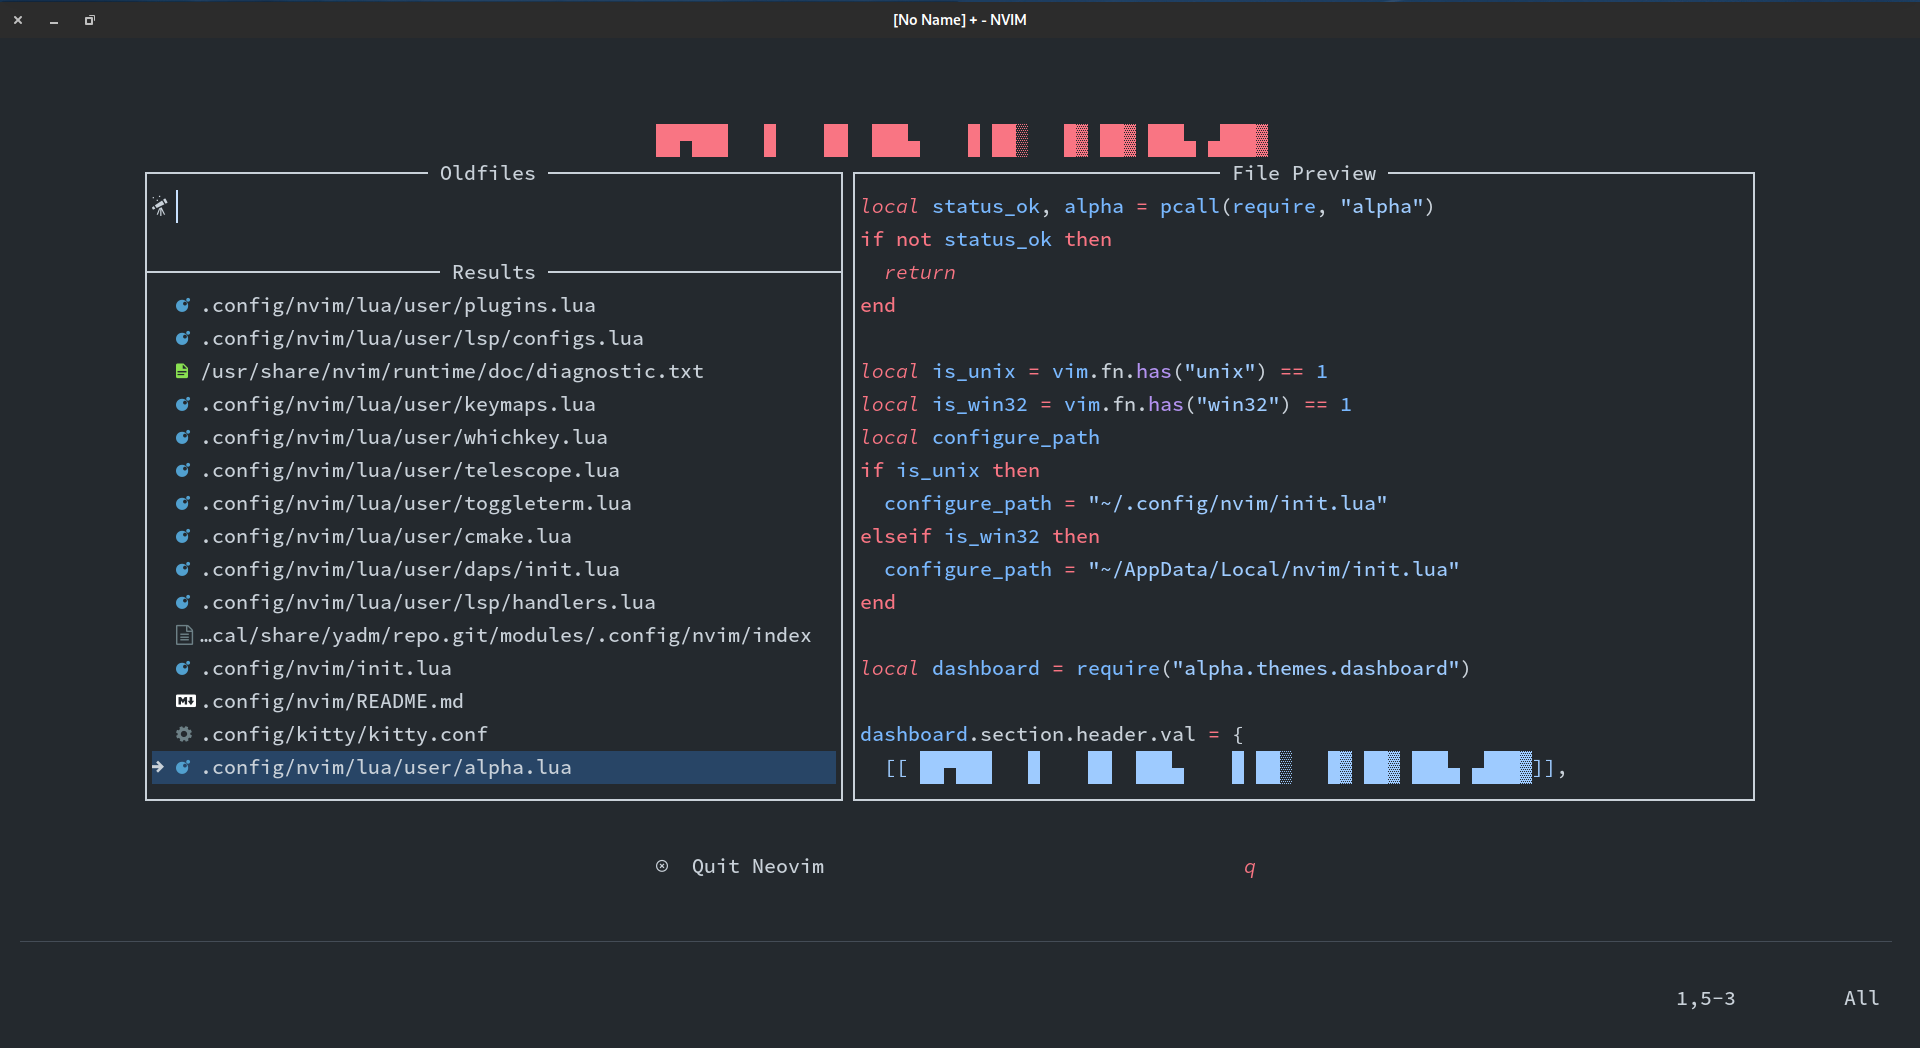 [No Name] + - NVIM
Oldfiles
Results
.config/nvim/lua/user/plugins.lua
.config/nvim/lua/user/lsp/configs.lua
/usr/share/nvim/runtime/doc/diagnostic.txt
.config/nvim/lua/user/keymaps.lua
.config/nvim/lua/user/whichkey.lua
.config/nvim/lua/user/telescope.lua
.config/nvim/lua/user/toggleterm.lua
.config/nvim/lua/user/cmake.lua
.config/nvim/lua/user/daps/init.lua
.config/nvim/lua/user/lsp/handlers.lua
…cal/share/yadm/repo.git/modules/.config/nvim/index
.config/nvim/init.lua
.config/nvim/README.md
.config/kitty/kitty.conf
.config/nvim/lua/user/alpha.lua
File Preview
local status_ok, alpha = pcall(require, "alpha")
if not status_ok then
  return
end
local is_unix = vim.fn.has("unix") == 1
local is_win32 = vim.fn.has("win32") == 1
local configure_path
if is_unix then
  configure_path = "~/.config/nvim/init.lua"
elseif is_win32 then
  configure_path = "~/AppData/Local/nvim/init.lua"
end
local dashboard = require("alpha.themes.dashboard")
dashboard.section.header.val = {
  [[ ]],
Quit Neovim q
1,5-3 All